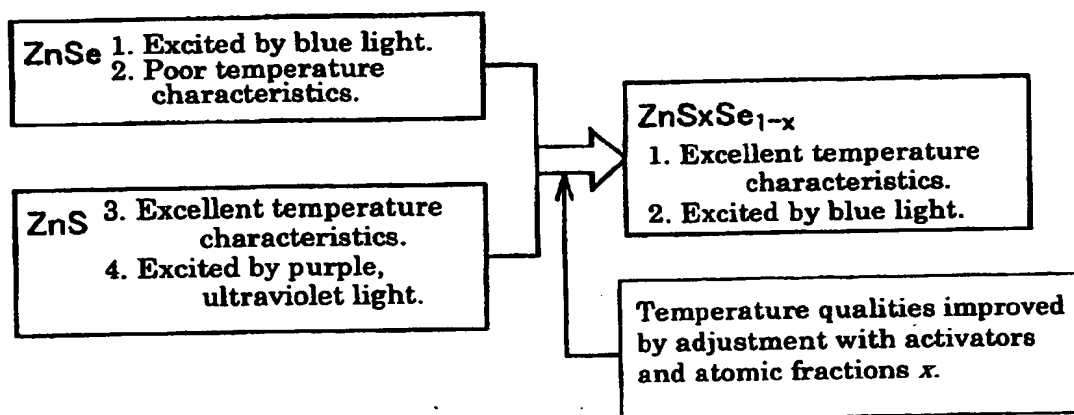 ZnSe 1. Excited by blue light.
2. Poor temperature
characteristics.
ZnS 3. Excellent temperature
characteristics.
4. Excited by purple,
ultraviolet light.
ZnSxSe₁₋ₓ
1. Excellent temperature
characteristics.
2. Excited by blue light.
Temperature qualities improved
by adjustment with activators
and atomic fractions x.